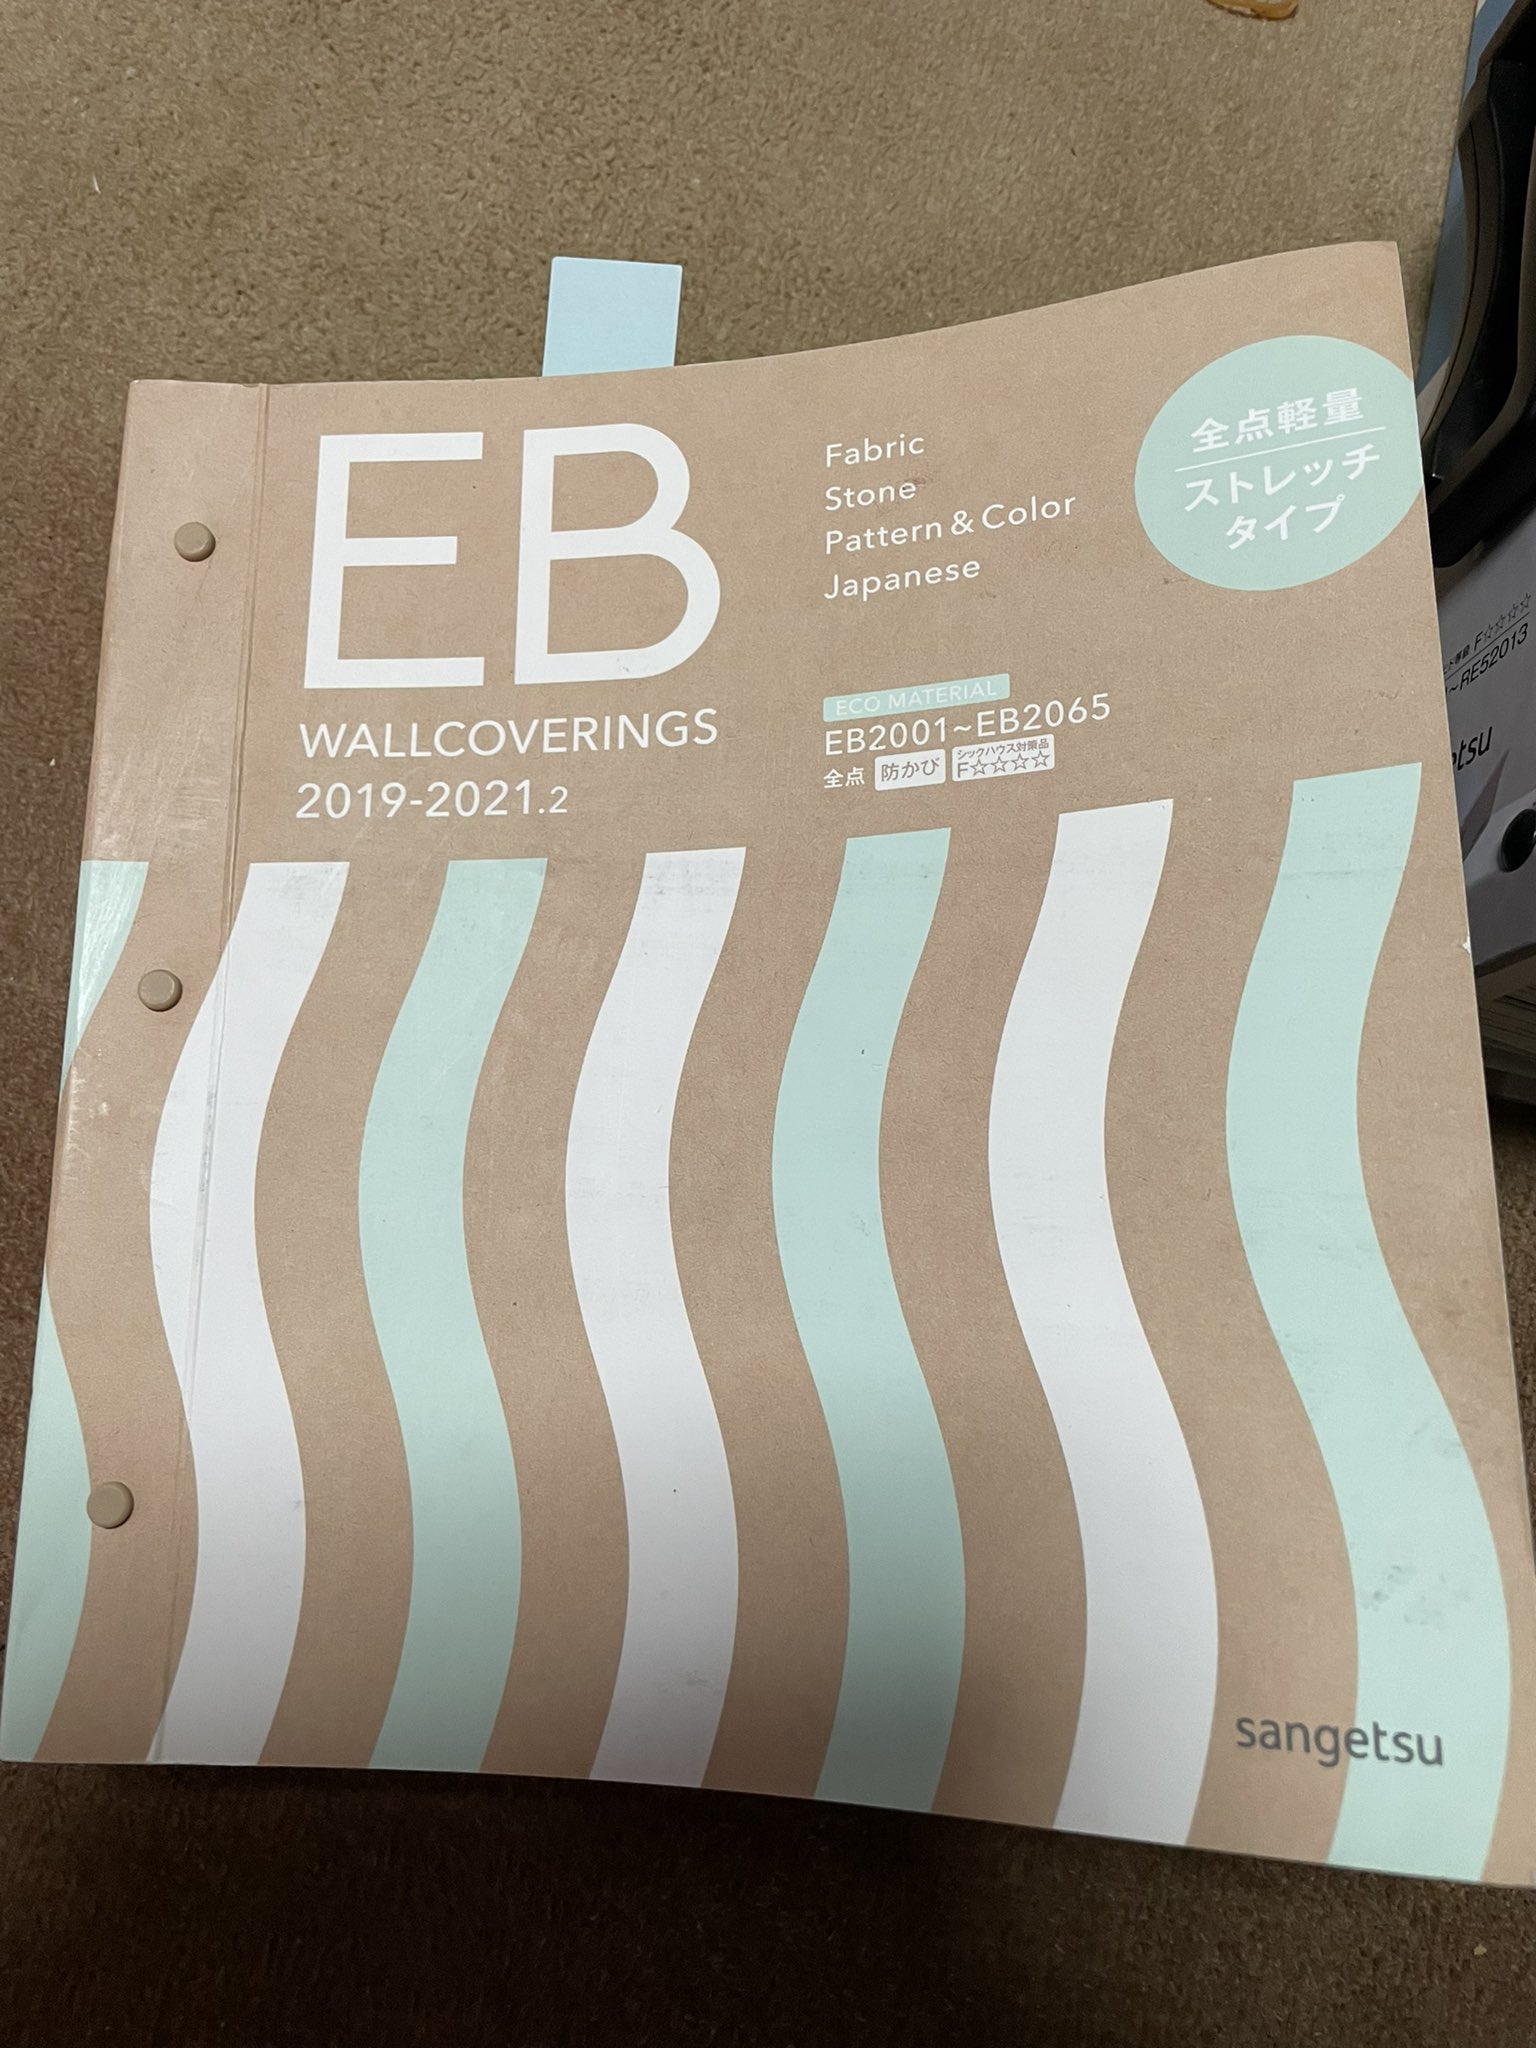 EB
WALLCOVERINGS
2019-2021.2
Fabric
Stone
Pattern & Color
Japanese
全点軽量
ストレッチ
タイプ
ECO MATERIAL
EB2001~EB2065
全点 防かび シックハウス対策品
F☆☆☆☆
sangetsu
F☆☆☆☆
~RE52013
etsu